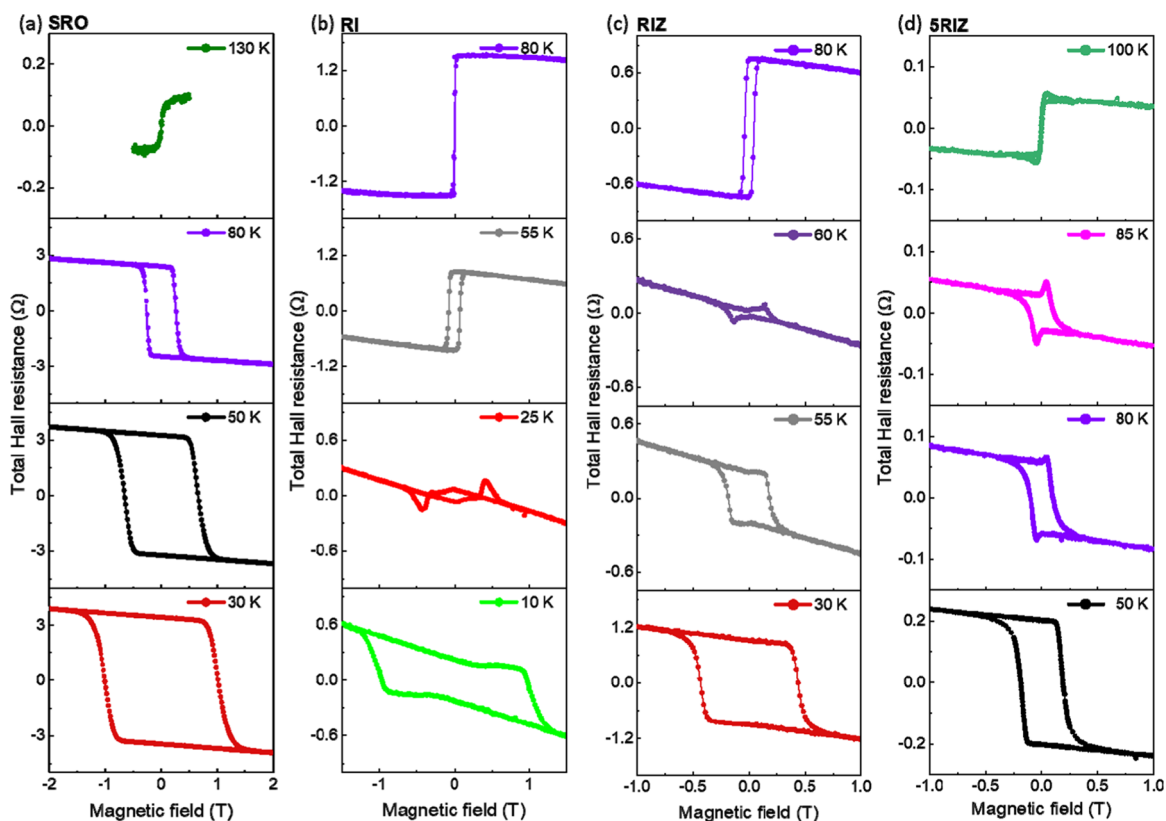 (a) SRO
130 K
0.2
0.0
-0.2
80 K
3
0
-3
50 K
3
0
-3
30 K
3
0
-3
-2 -1 0 1 2
Total Hall resistance (Ω)
Magnetic field (T)
(b) RI
80 K
1.2
0.0
-1.2
55 K
1.2
0.0
-1.2
25 K
0.6
0.0
-0.6
10 K
0.6
0.0
-0.6
-1 0 1
Total Hall resistance (Ω)
Magnetic field (T)
(c) RIZ
80 K
0.6
0.0
-0.6
60 K
0.6
0.0
-0.6
55 K
0.6
0.0
-0.6
30 K
1.2
0.0
-1.2
-1.0 -0.5 0.0 0.5 1.0
Total Hall resistance (Ω)
Magnetic field (T)
(d) 5RIZ
100 K
0.1
0.0
-0.1
85 K
0.1
0.0
-0.1
80 K
0.1
0.0
-0.1
50 K
0.2
0.0
-0.2
-1.0 -0.5 0.0 0.5 1.0
Total Hall resistance (Ω)
Magnetic field (T)